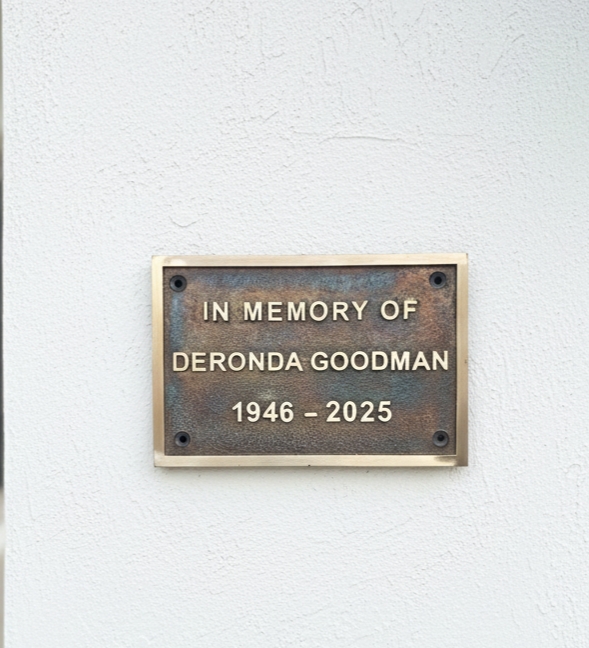 IN MEMORY OF
DERONDA GOODMAN
1946 – 2025